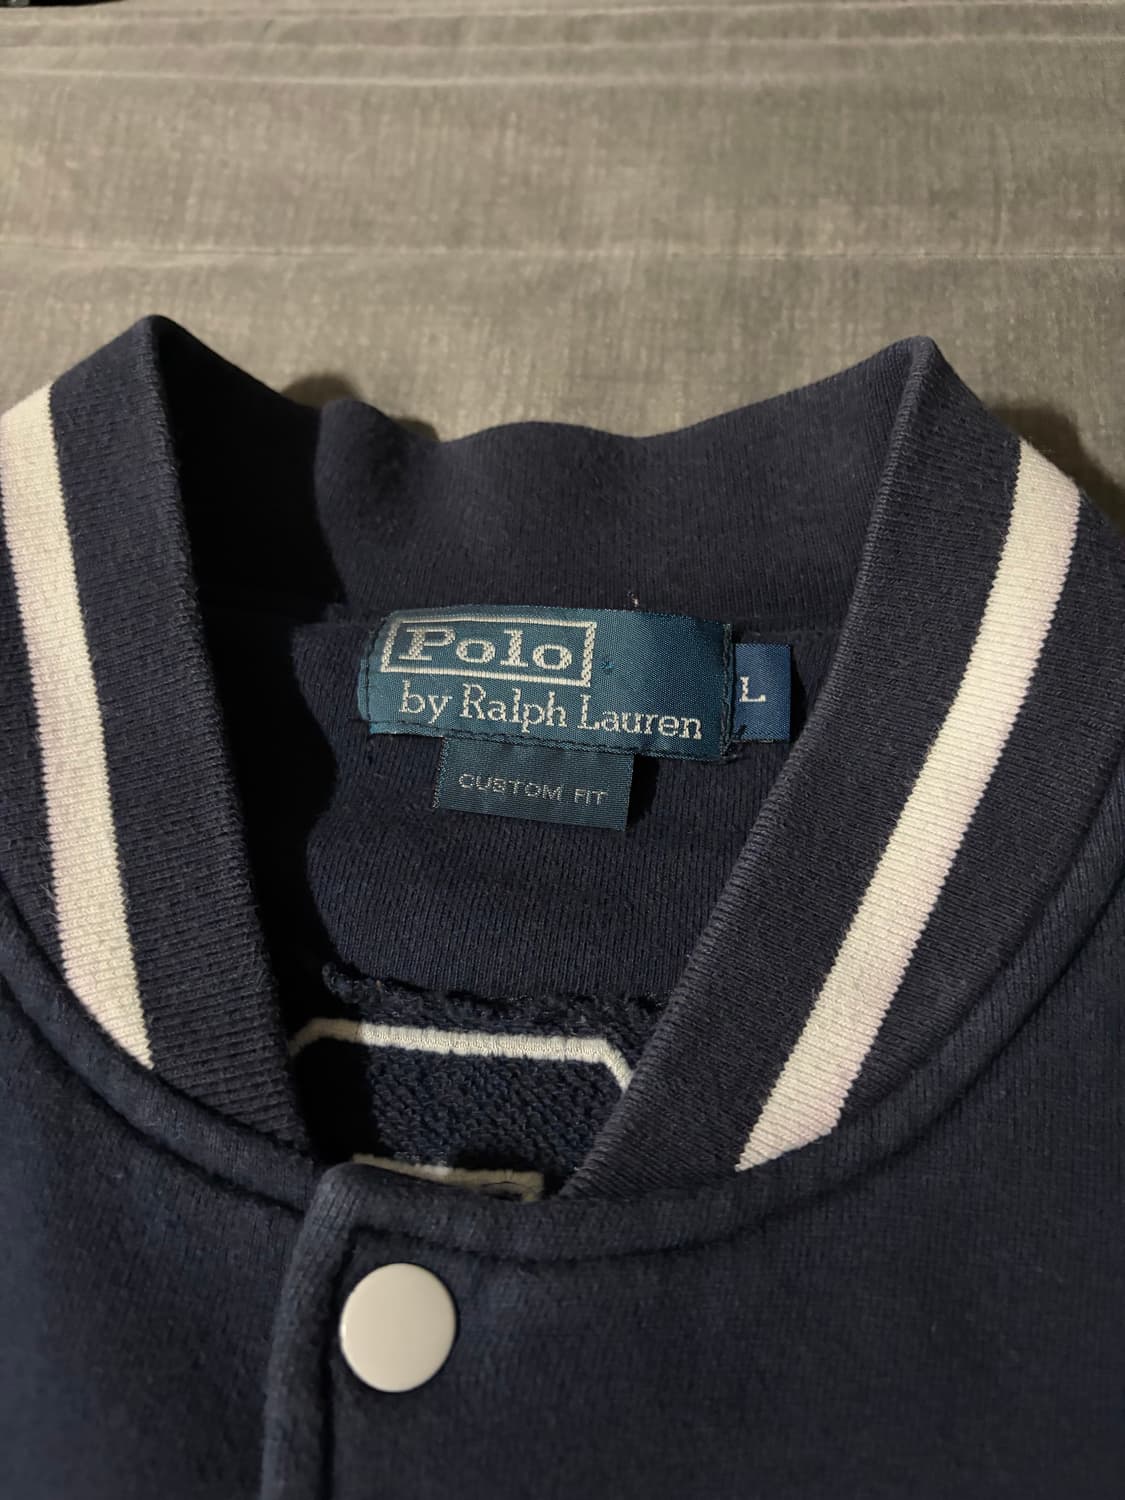 Polo
by Ralph Lauren
L
CUSTOM FIT